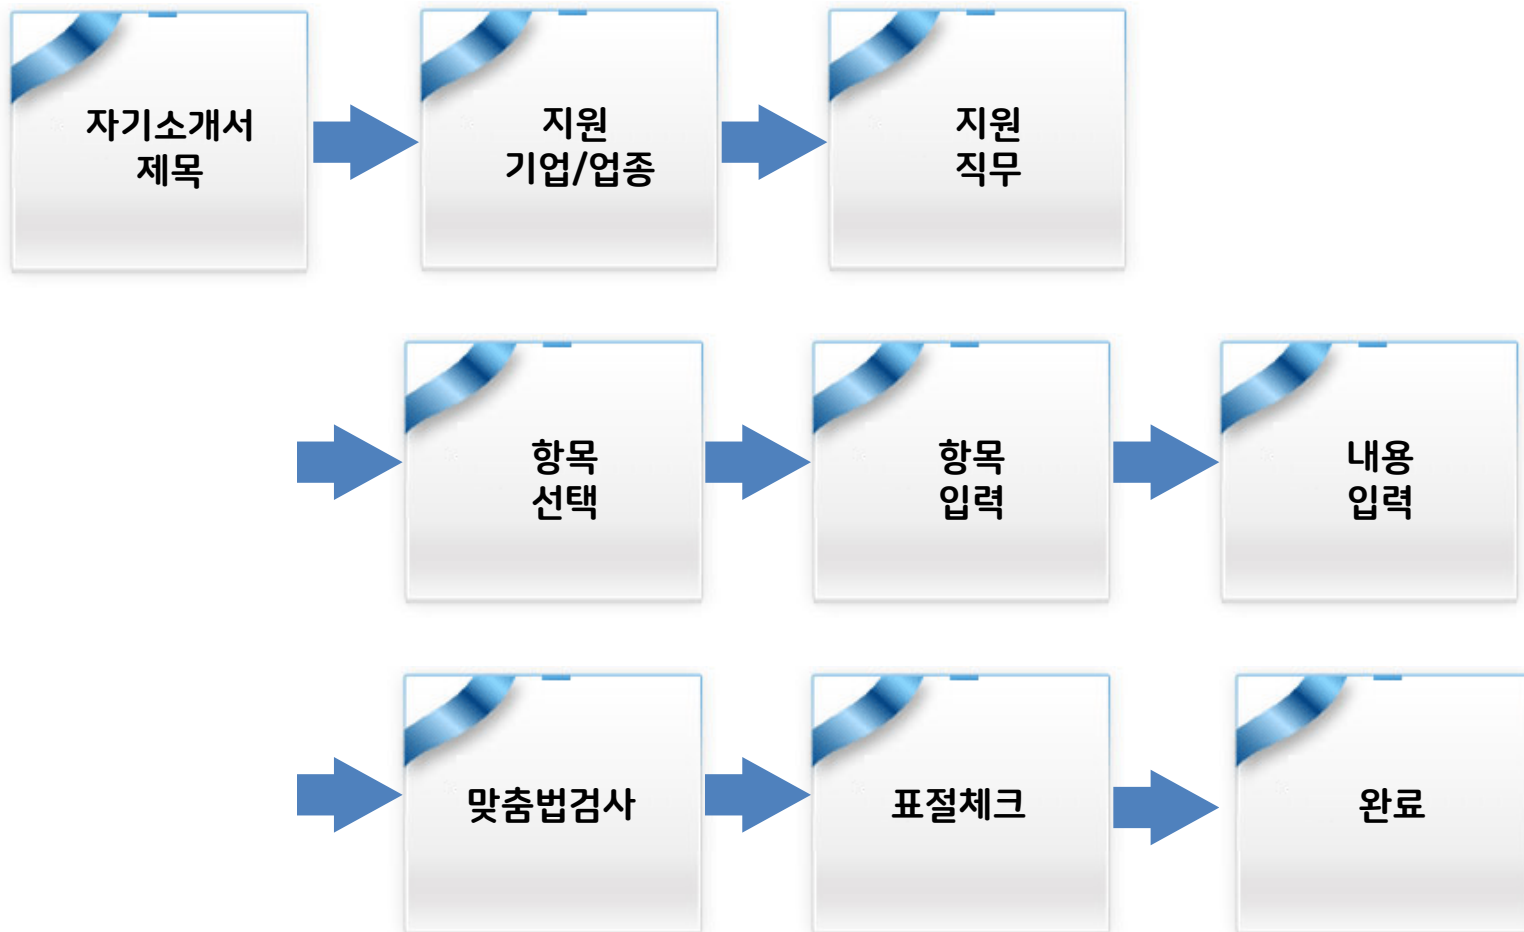 자기소개서
제목
지원
기업/업종
지원
직무
항목
선택
항목
입력
내용
입력
맞춤법검사
표절체크
완료